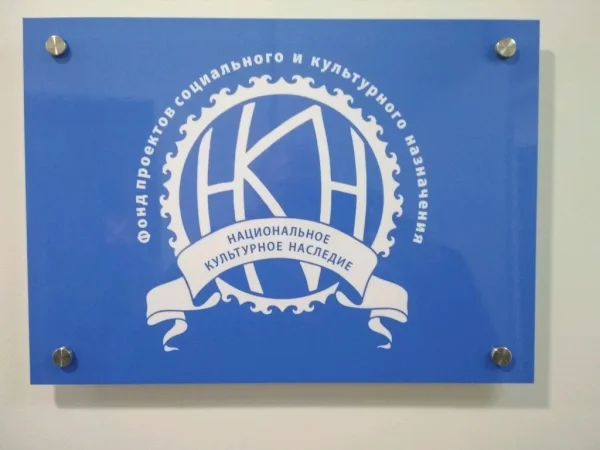 Фонд проектов социального и культурного назначения
НКН
НАЦИОНАЛЬНОЕ
КУЛЬТУРНОЕ НАСЛЕДИЕ